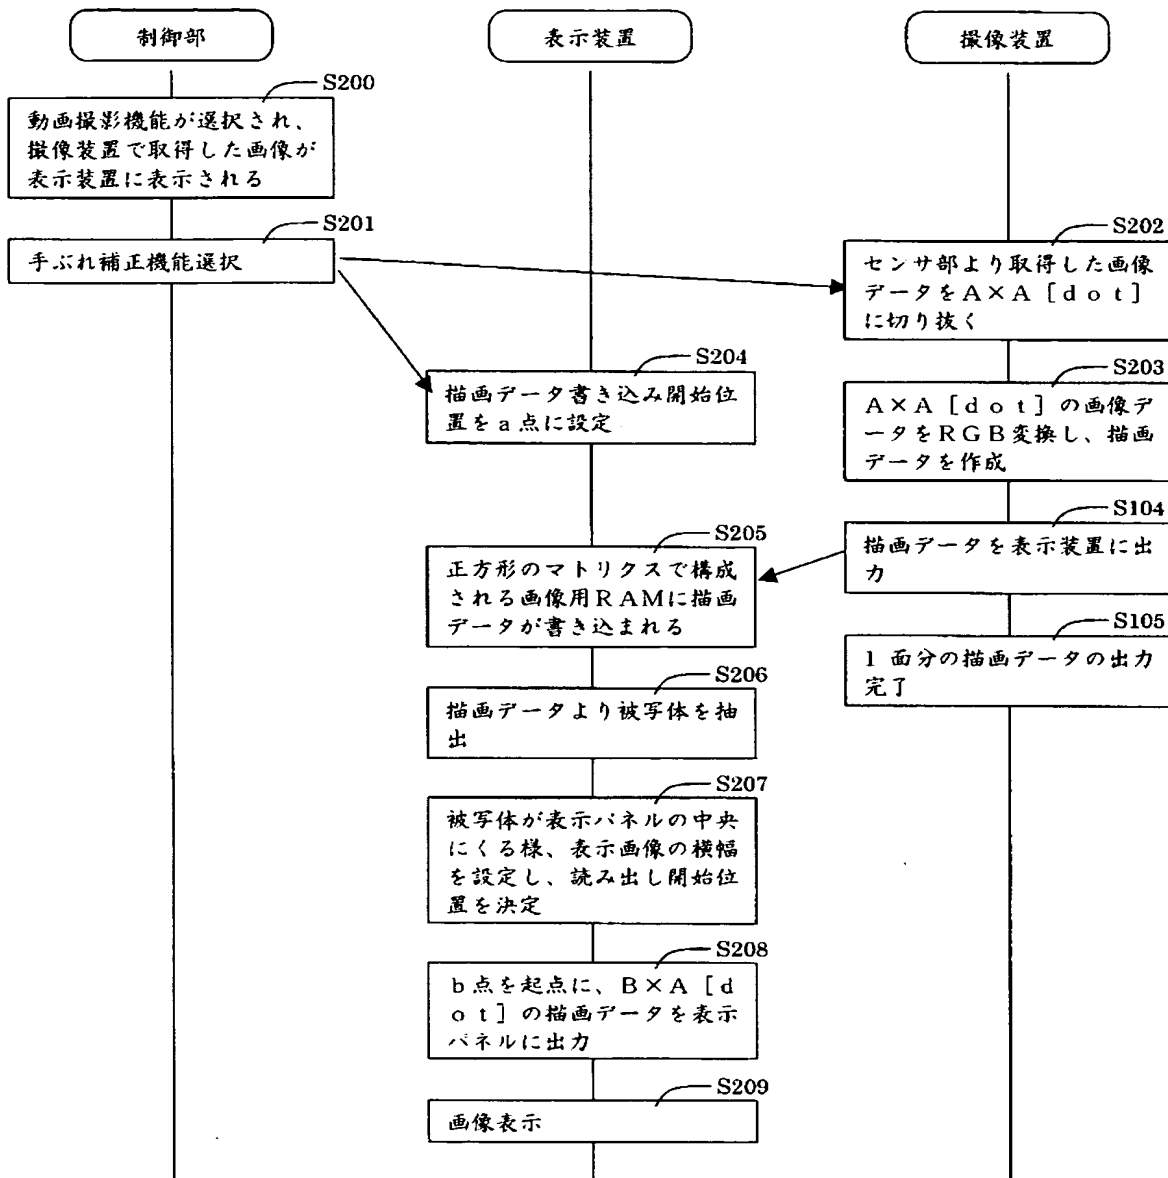 制御部
表示装置
撮像装置
S200
動画撮影機能が選択され、
撮像装置で取得した画像が
表示装置に表示される
S201
手ぶれ補正機能選択
S202
センサ部より取得した画像
データをA×A[dot]
に切り抜く
S204
描画データ書き込み開始位
置をa点に設定
S203
A×A[dot]の画像デ
ータをRGB変換し、描画
データを作成
S104
描画データを表示装置に出
力
S205
正方形のマトリクスで構成
される画像用RAMに描画
データが書き込まれる
S105
1面分の描画データの出力
完了
S206
描画データより被写体を抽
出
S207
被写体が表示パネルの中央
にくる様、表示画像の横幅
を設定し、読み出し開始位
置を決定
S208
b点を起点に、B×A[d
ot]の描画データを表示
パネルに出力
S209
画像表示